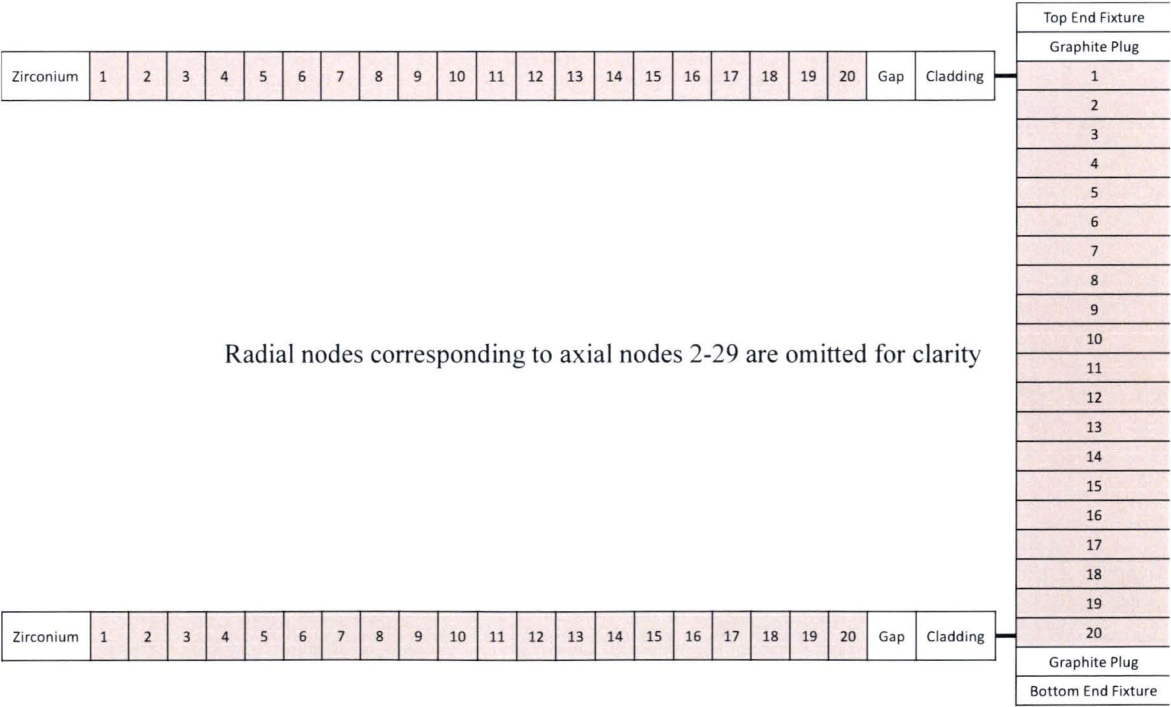 Top End Fixture
Graphite Plug
Zirconium 1 2 3 4 5 6 7 8 9 10 11 12 13 14 15 16 17 18 19 20 Gap Cladding 1
2
3
4
5
6
7
8
9
Radial nodes corresponding to axial nodes 2-29 are omitted for clarity 10
11
12
13
14
15
16
17
18
19
Zirconium 1 2 3 4 5 6 7 8 9 10 11 12 13 14 15 16 17 18 19 20 Gap Cladding 20
Graphite Plug
Bottom End Fixture